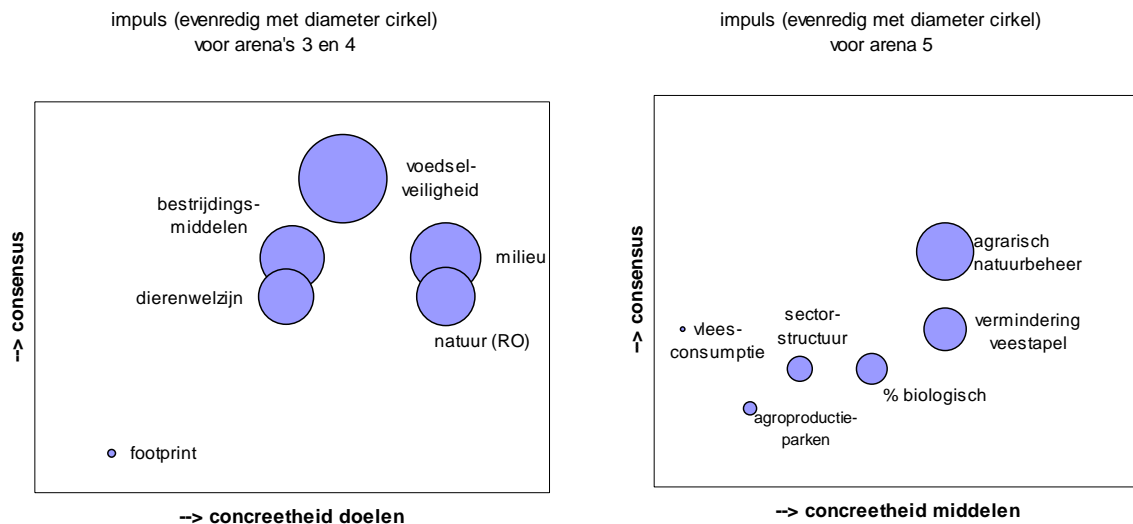 impuls (evenredig met diameter cirkel)
voor arena's 3 en 4
voedsel-
veiligheid
bestrijdings-
middelen
milieu
dierenwelzijn
natuur (RO)
footprint
--> consensus
--> concreetheid doelen
impuls (evenredig met diameter cirkel)
voor arena 5
agrarisch
natuurbeheer
sector-
structuur
vermindering
veestapel
vlees-
consumptie
% biologisch
agroproductie-
parken
--> consensus
--> concreetheid middelen